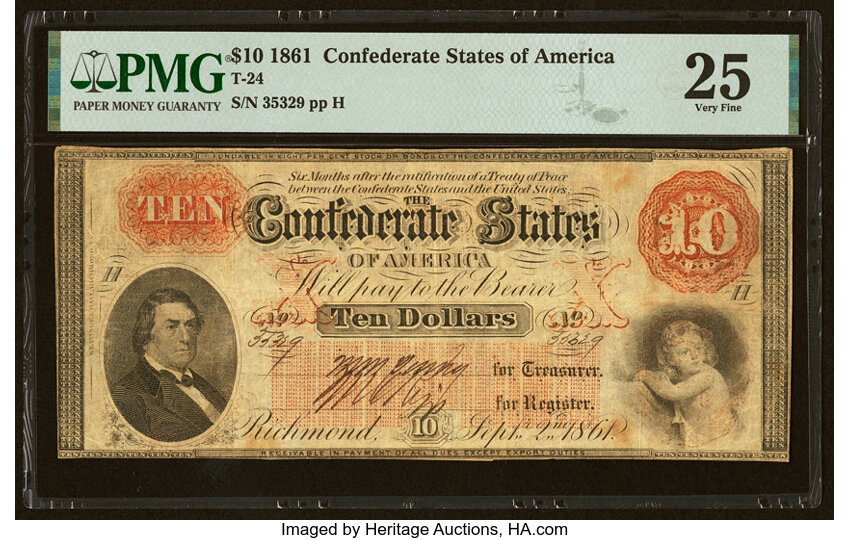 PMG
PAPER MONEY GUARANTY
$10 1861 Confederate States of America
T-24
S/N 35329 pp H
25
Very Fine
FUNDABLE IN EIGHT PER CENT STOCK OR BONDS OF THE CONFEDERATE STATES OF AMERICA
Six Months after the ratification of a Treaty of Peace
between the Confederate States and the United States.
THE
TEN
Confederate States
10
OF AMERICA
H
H
Will pay to the Bearer
10
Ten Dollars
10
35329
35329
for Treasurer.
for Register.
Richmond,
10
Sept. 2nd 1861.
RECEIVABLE IN PAYMENT OF ALL DUES EXCEPT EXPORT DUTIES
Imaged by Heritage Auctions, HA.com